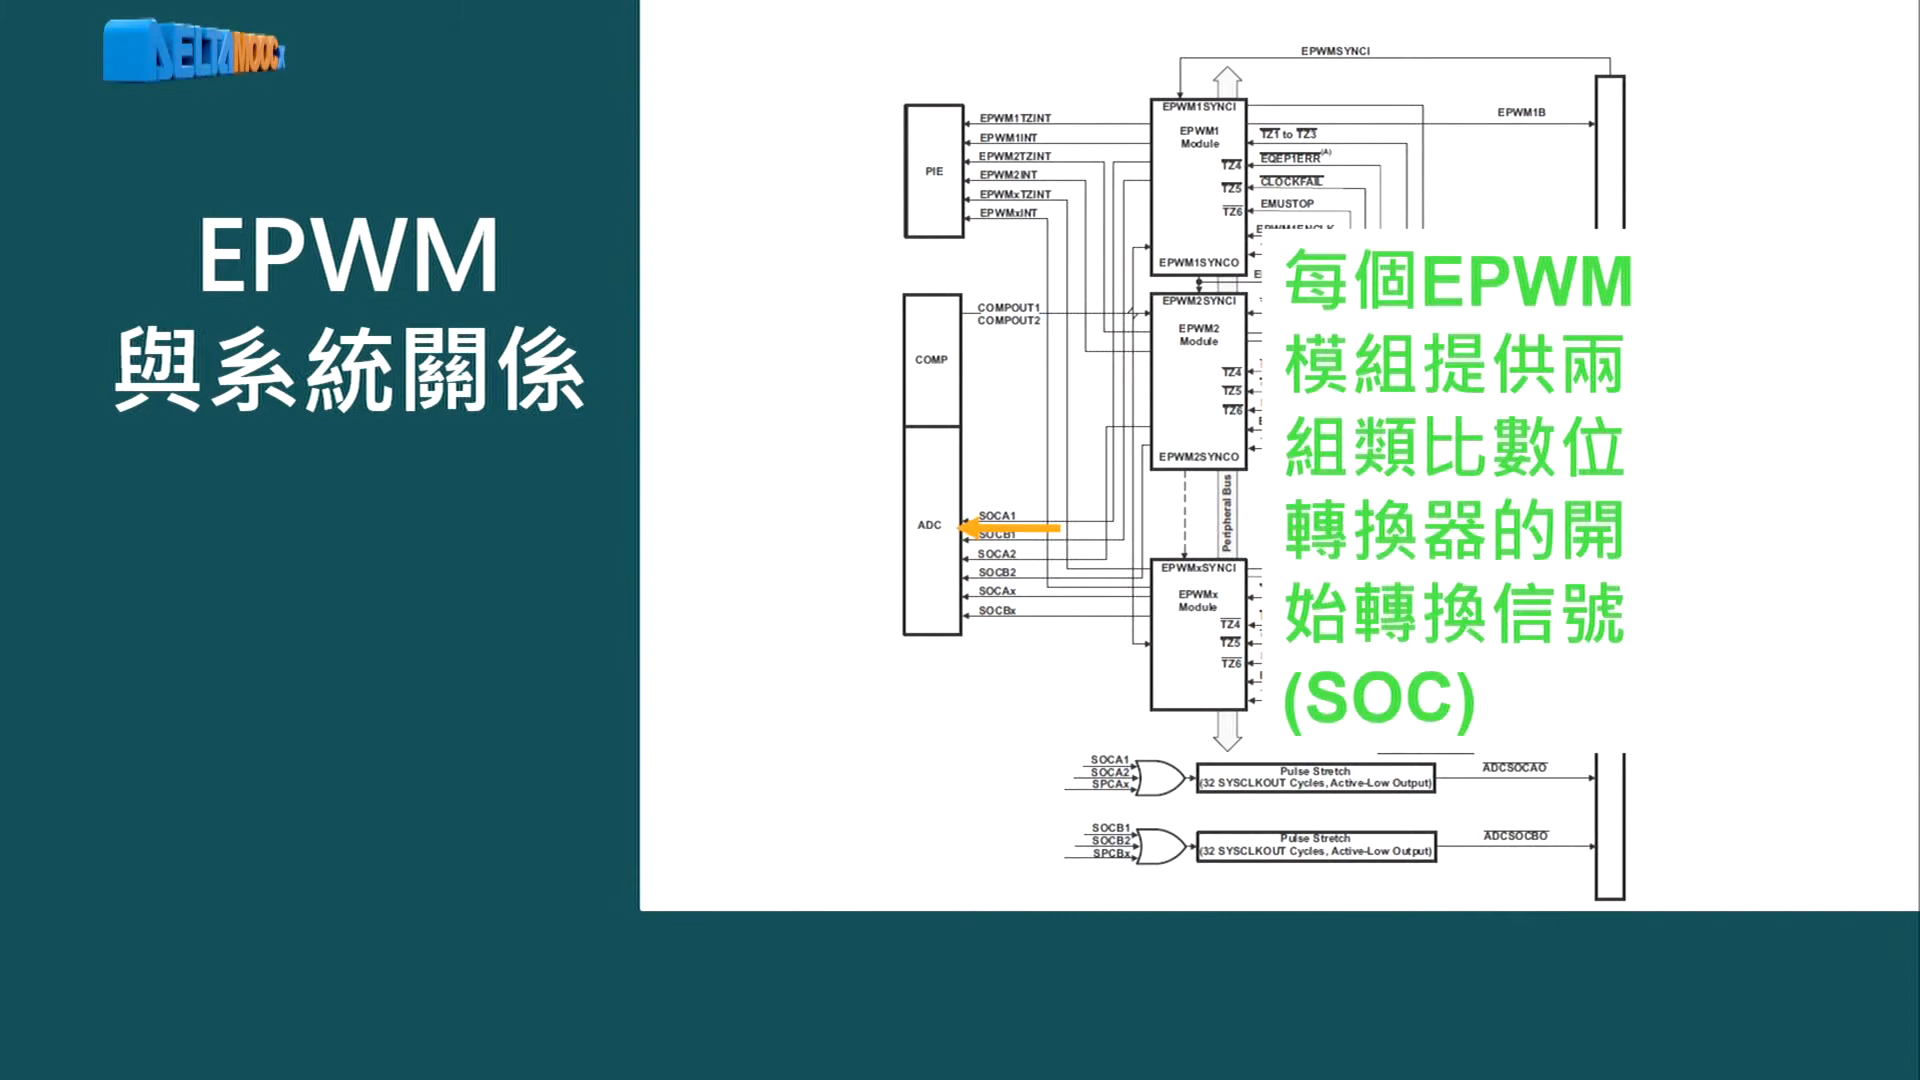 DELTAMOOCx
EPWM
與系統關係
EPWMSYNCI
EPWM1SYNCI
EPWM1
Module
TZ4
TZ5
TZ6
EPWM1SYNCO
EPWM1B
TZ1 to TZ3
EQEP1ERR(A)
CLOCKFAIL
EMUSTOP
PIE
EPWM1TZINT
EPWM1INT
EPWM2TZINT
EPWM2INT
EPWMxTZINT
EPWMxINT
COMPOUT1
COMPOUT2
COMP
EPWM2SYNCI
EPWM2
Module
TZ4
TZ5
TZ6
EPWM2SYNCO
Peripheral Bus
ADC
SOCA1
SOCB1
SOCA2
SOCB2
SOCAx
SOCBx
EPWMxSYNCI
EPWMx
Module
TZ4
TZ5
TZ6
每個EPWM
模組提供兩
組類比數位
轉換器的開
始轉換信號
(SOC)
SOCA1
SOCA2
SPCAx
Pulse Stretch
(32 SYSCLKOUT Cycles, Active-Low Output)
ADCSOCAO
SOCB1
SOCB2
SPCBx
Pulse Stretch
(32 SYSCLKOUT Cycles, Active-Low Output)
ADCSOCBO